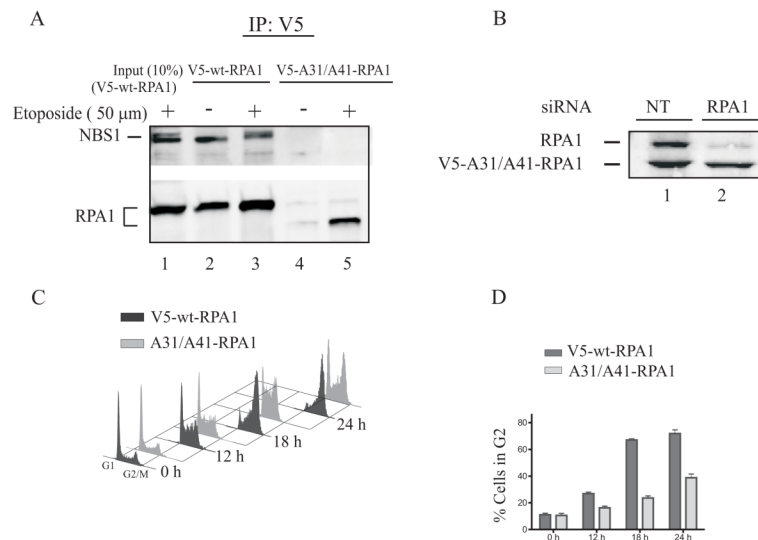 A
IP: V5
Input (10%)
(V5-wt-RPA1)
V5-wt-RPA1
V5-A31/A41-RPA1
Etoposide ( 50 μm)
+ - + - +
NBS1
RPA1
1 2 3 4 5
B
siRNA
NT RPA1
RPA1
V5-A31/A41-RPA1
1 2
C
V5-wt-RPA1
A31/A41-RPA1
G1
G2/M
0 h
12 h
18 h
24 h
D
V5-wt-RPA1
A31/A41-RPA1
% Cells in G2
80
60
40
20
0
0 h 12 h 18 h 24 h